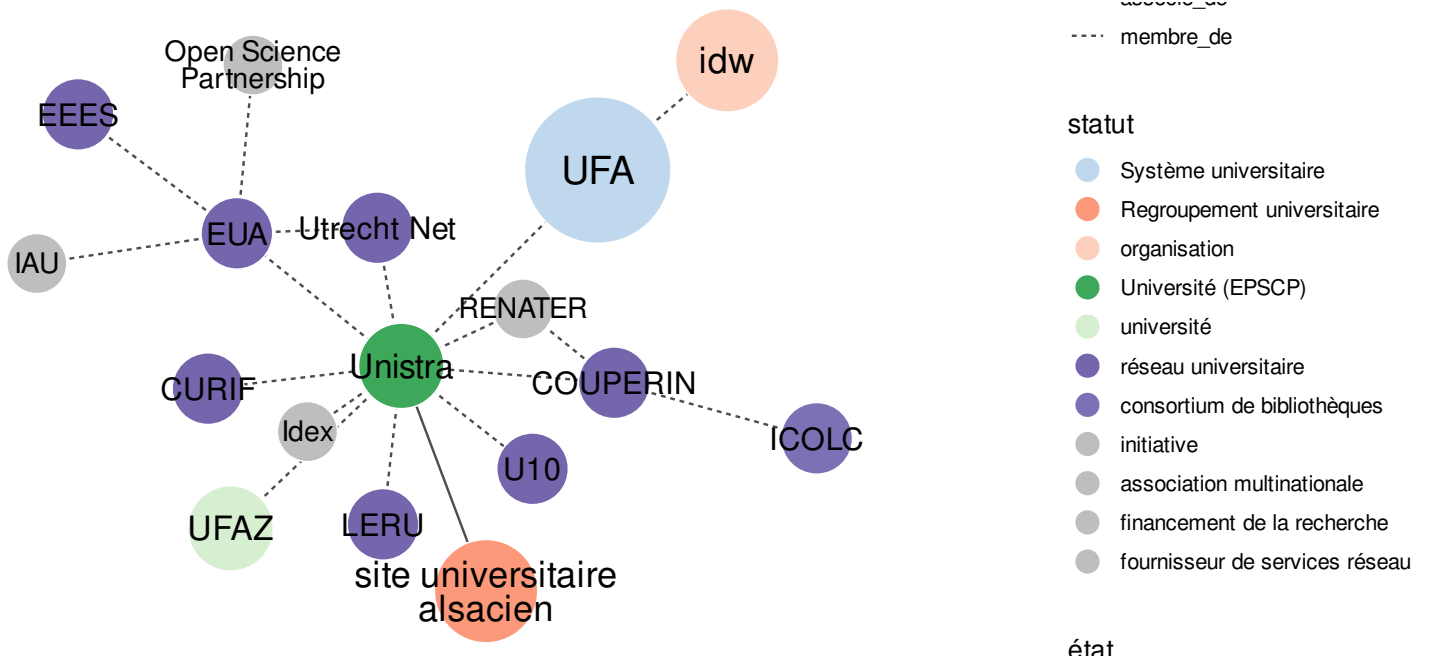 Open Science
Partnership
EEES
idw
UFA
EUA
Utrecht Net
IAU
RENATER
Unistra
CURIF
COUPERIN
Idex
ICOLC
U10
UFAZ
LERU
site universitaire
alsacien
membre_de
statut
Système universitaire
Regroupement universitaire
organisation
Université (EPSCP)
université
réseau universitaire
consortium de bibliothèques
initiative
association multinationale
financement de la recherche
fournisseur de services réseau
état